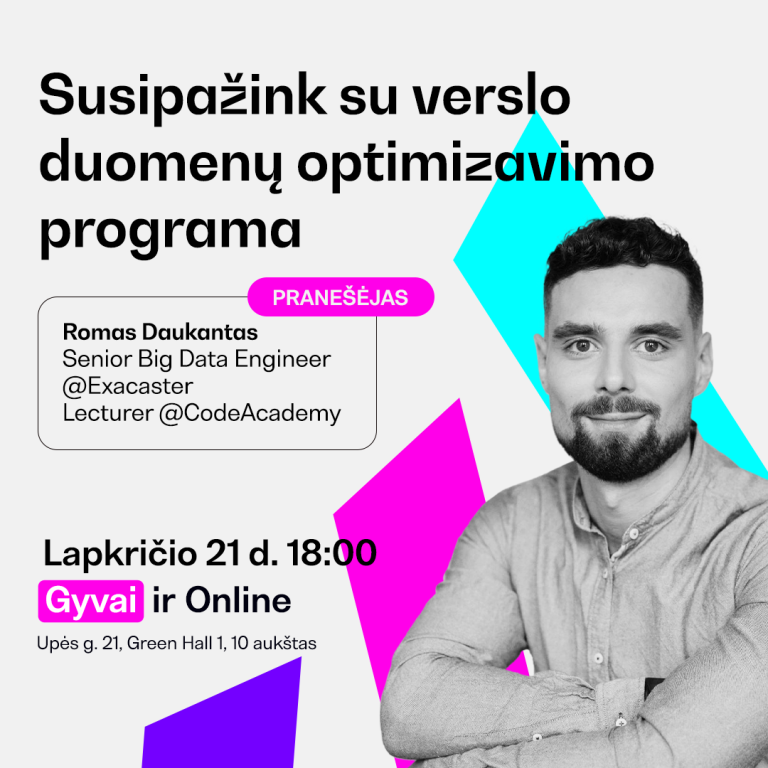 Susipažink su verslo
duomenų optimizavimo
programa
PRANEŠĖJAS
Romas Daukantas
Senior Big Data Engineer
@Exacaster
Lecturer @CodeAcademy
Lapkričio 21 d. 18:00
Gyvai ir Online
Upės g. 21, Green Hall 1, 10 aukštas